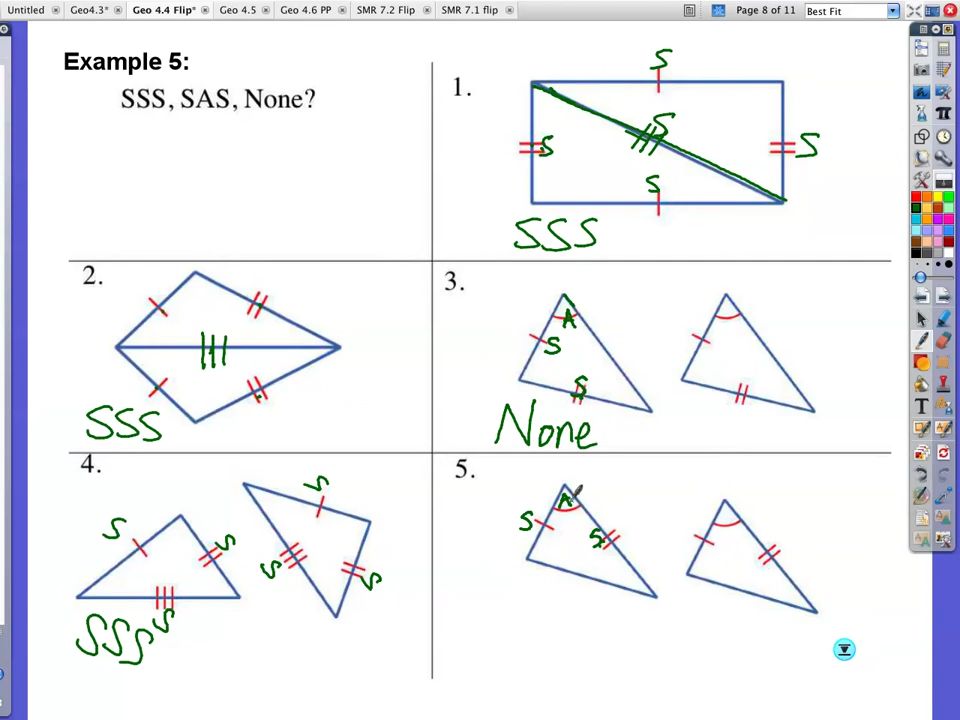 Untitled Geo4.3* Geo 4.4 Flip* Geo 4.5 Geo 4.6 PP SMR 7.2 Flip SMR 7.1 flip Page 8 of 11 Best Fit
Example 5:
SSS, SAS, None?
1.
S
S
S
S
S
SSS
2.
SSS
3.
A
S
S
None
4.
S
S
S
SSS
S
S
S
5.
A
S
S